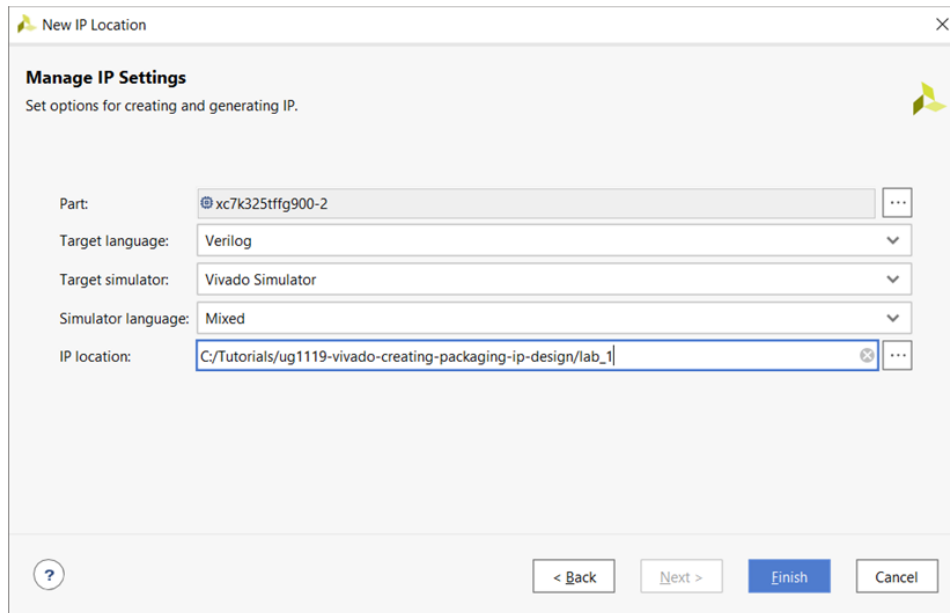 New IP Location
Manage IP Settings
Set options for creating and generating IP.
Part: xc7k325tffg900-2 ...
Target language: Verilog
Target simulator: Vivado Simulator
Simulator language: Mixed
IP location: C:/Tutorials/ug1119-vivado-creating-packaging-ip-design/lab_1 ...
? < Back Next > Finish Cancel